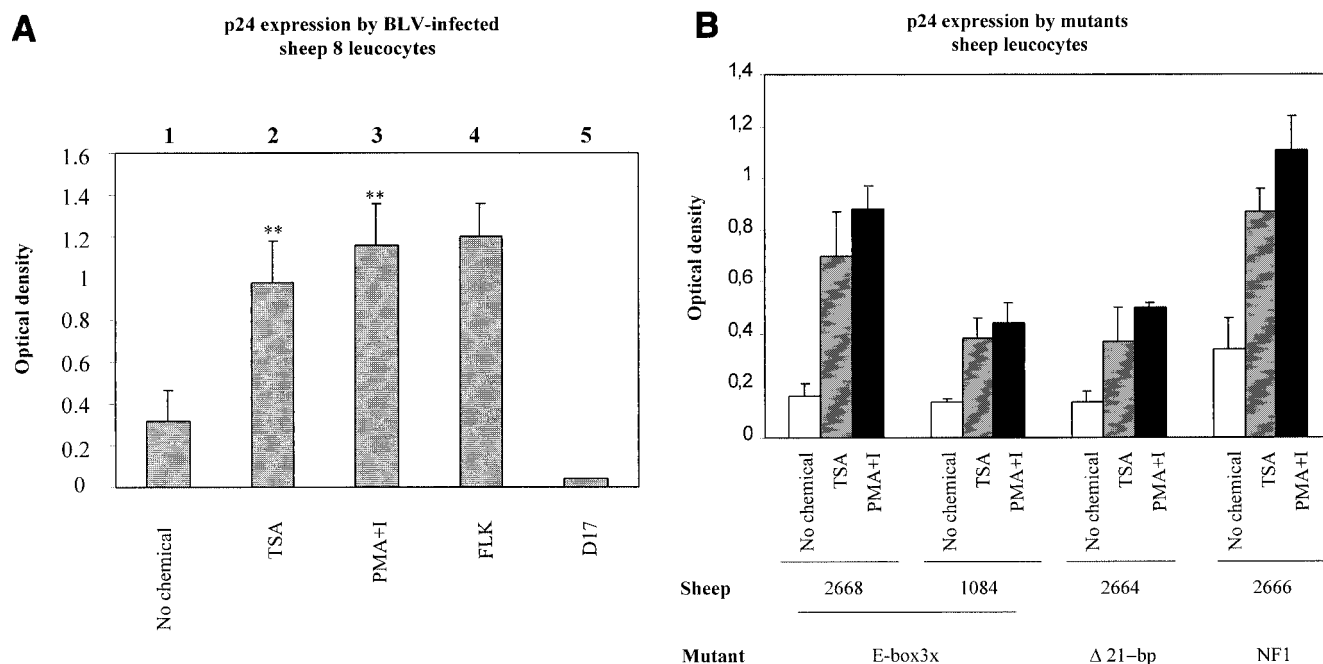 A
p24 expression by BLV-infected
sheep 8 leucocytes
1 2 3 4 5
Optical density
1.6
1.4
1.2
1
0.8
0.6
0.4
0.2
0
**
**
No chemical
TSA
PMA+I
FLK
D17
B
p24 expression by mutants
sheep leucocytes
Optical density
1,4
1,2
1
0,8
0,6
0,4
0,2
0
No chemical
TSA
PMA+I
No chemical
TSA
PMA+I
No chemical
TSA
PMA+I
No chemical
TSA
PMA+I
Sheep 2668 1084 2664 2666
Mutant E-box3x Δ 21-bp NF1